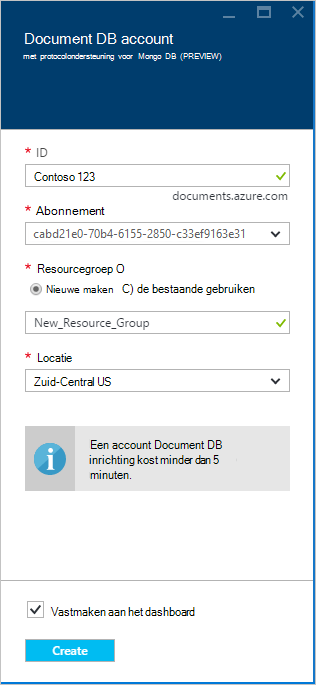 Document DB account
met protocolondersteuning voor Mongo DB (PREVIEW)
* ID
Contoso 123
documents.azure.com
* Abonnement
cabd21e0-70b4-6155-2850-c33ef9163e31
* Resourcegroep O
Nieuwe maken C) de bestaande gebruiken
New_Resource_Group
* Locatie
Zuid-Central US
Een account Document DB
inrichting kost minder dan 5
minuten.
Vastmaken aan het dashboard
Create